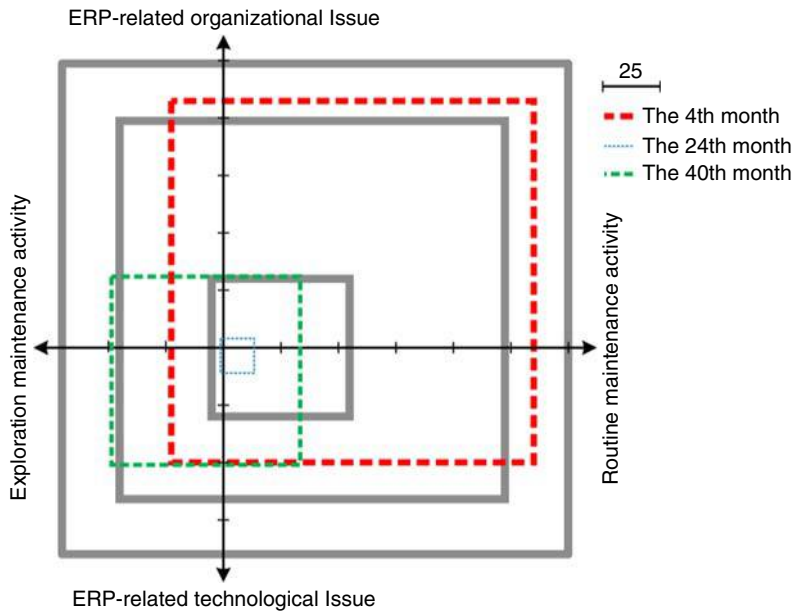 ERP-related organizational Issue
25
The 4th month
The 24th month
The 40th month
Exploration maintenance activity
Routine maintenance activity
ERP-related technological Issue